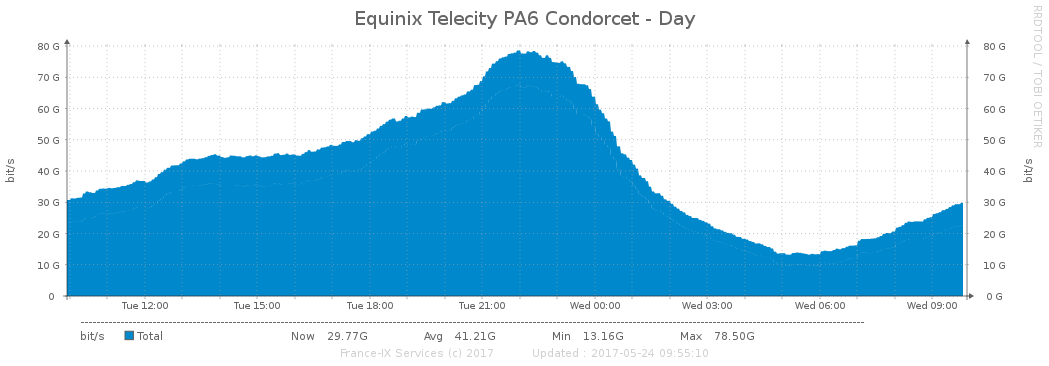 Equinix Telecity PA6 Condorcet - Day
RRDTOOL / TOBI OETIKER
80 G 80 G
70 G 70 G
60 G 60 G
50 G 50 G
40 G 40 G
30 G 30 G
20 G 20 G
10 G 10 G
0 0 G
bit/s bit/s
Tue 12:00 Tue 15:00 Tue 18:00 Tue 21:00 Wed 00:00 Wed 03:00 Wed 06:00 Wed 09:00
bit/s Total Now 29.77G Avg 41.21G Min 13.16G Max 78.50G
France-IX Services (c) 2017 Updated : 2017-05-24 09:55:10